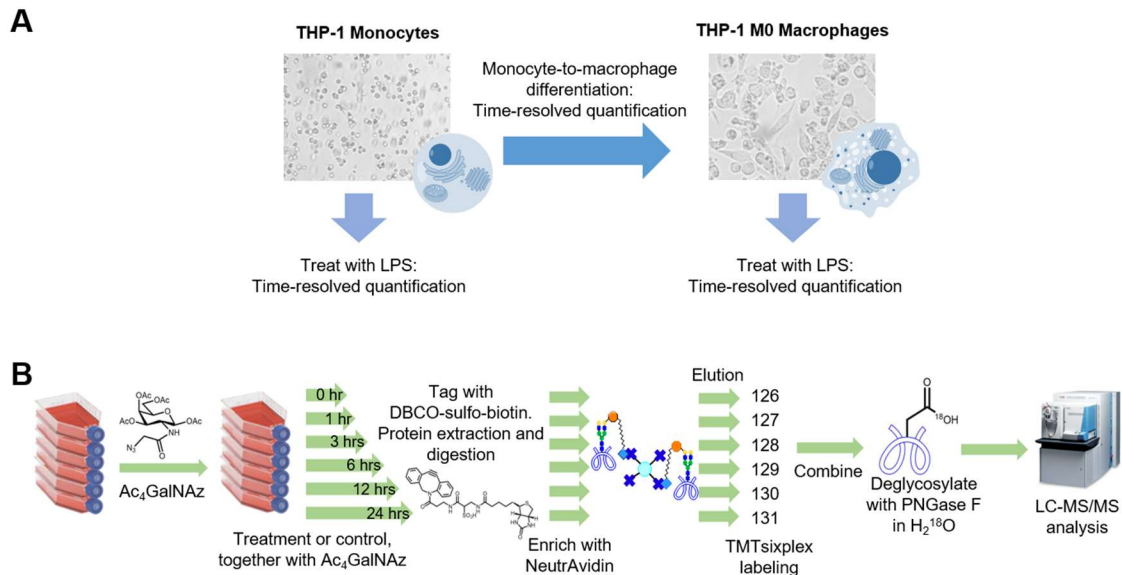 A
THP-1 Monocytes
THP-1 M0 Macrophages
Monocyte-to-macrophage
differentiation:
Time-resolved quantification
Treat with LPS:
Time-resolved quantification
Treat with LPS:
Time-resolved quantification
B
OAc
OAc
AcO
OAc
HN
O
N₃
Ac₄GalNAz
0 hr
1 hr
3 hrs
6 hrs
12 hrs
24 hrs
Treatment or control,
together with Ac₄GalNAz
Tag with
DBCO-sulfo-biotin.
Protein extraction and
digestion
Enrich with
NeutrAvidin
Elution
126
127
128
129
130
131
TMTsixplex
labeling
Combine
O
¹⁸OH
Deglycosylate
with PNGase F
in H₂¹⁸O
LC-MS/MS
analysis